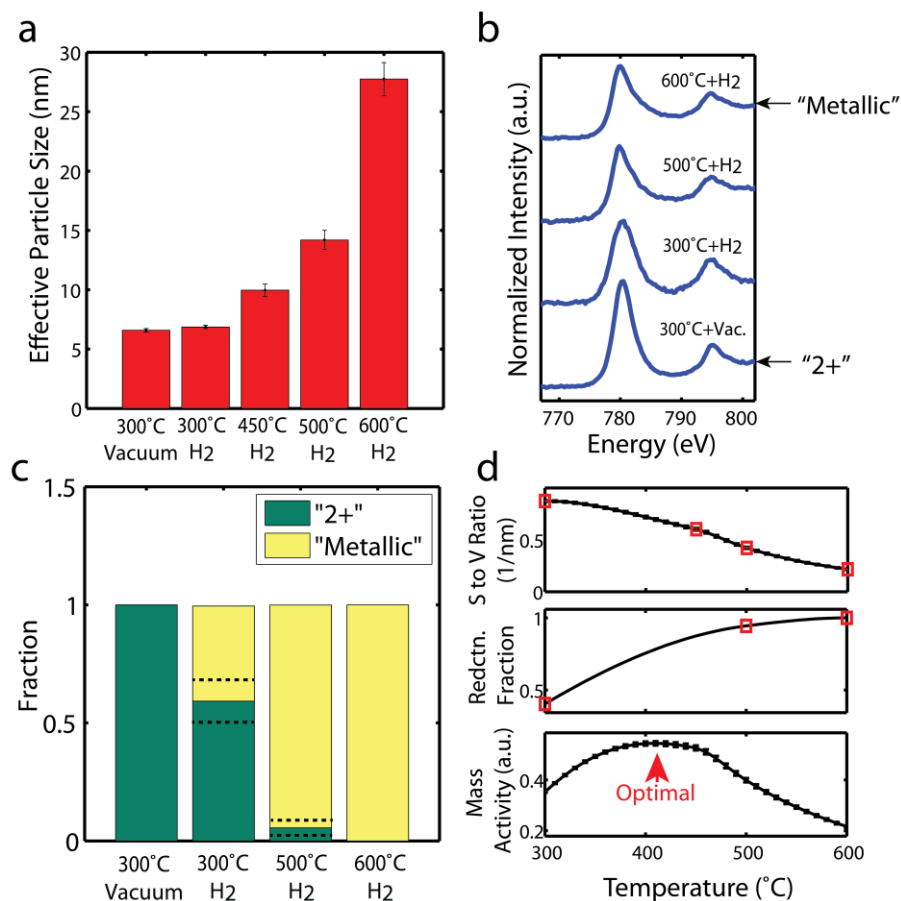 a
Effective Particle Size (nm)
30
25
20
15
10
5
0
300˚C
Vacuum
300˚C
H2
450˚C
H2
500˚C
H2
600˚C
H2
b
Normalized Intensity (a.u.)
600˚C+H2
"Metallic"
500˚C+H2
300˚C+H2
300˚C+Vac.
"2+"
770 780 790 800
Energy (eV)
c
Fraction
1.5
1
0.5
0
"2+"
"Metallic"
300˚C
Vacuum
300˚C
H2
500˚C
H2
600˚C
H2
d
S to V Ratio
(1/nm)
0.5
0
Redctn.
Fraction
1
0.5
Mass
Activity (a.u.)
0.4
0.2
Optimal
300 400 500 600
Temperature (˚C)